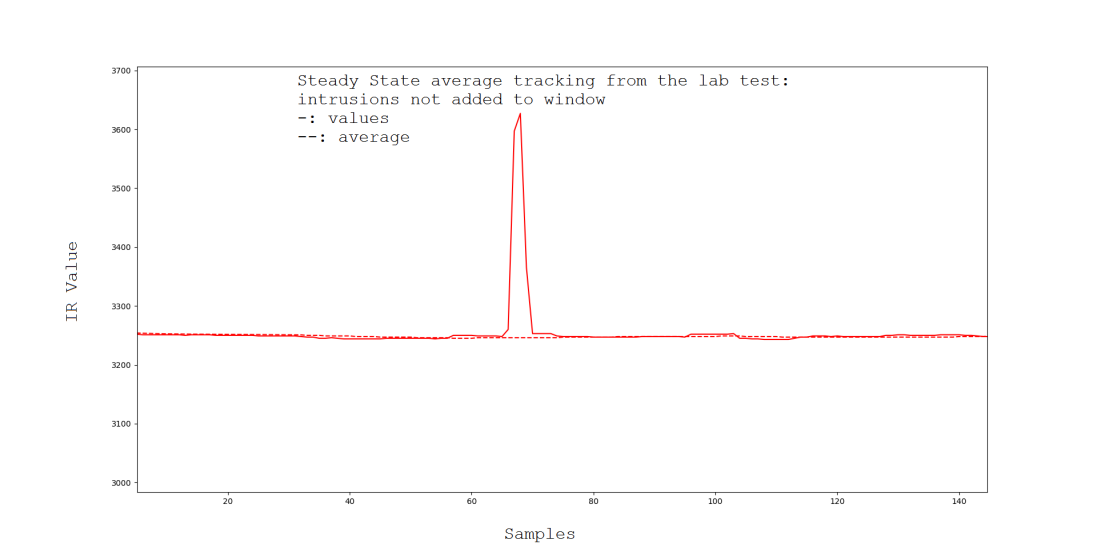 Steady State average tracking from the lab test:
intrusions not added to window
-: values
--: average
3700
3600
3500
3400
3300
3200
3100
3000
IR Value
20 40 60 80 100 120 140
Samples